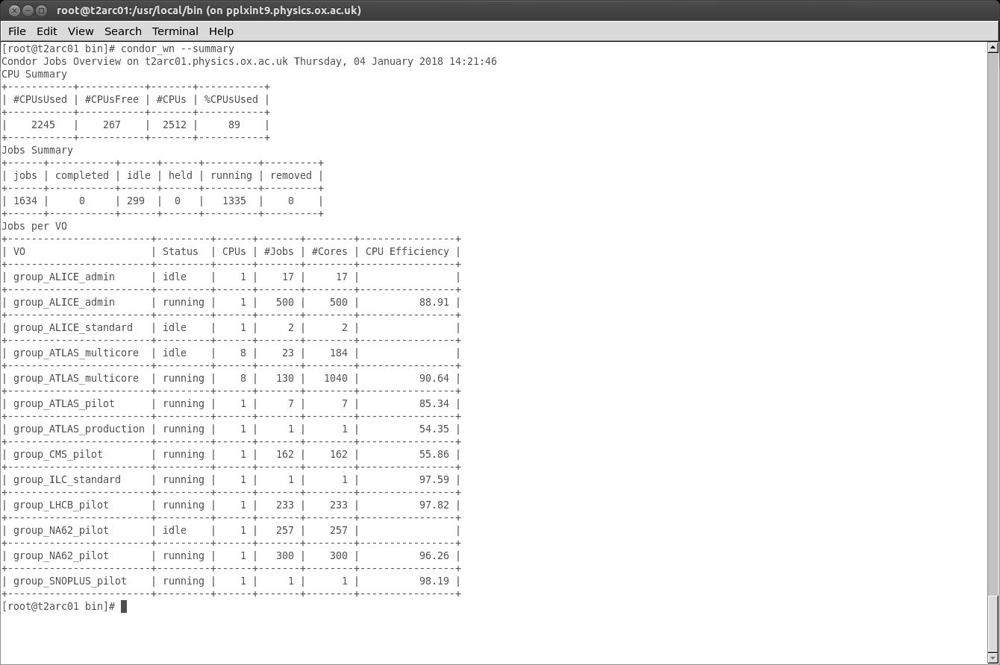 root@t2arc01:/usr/local/bin (on pplxint9.physics.ox.ac.uk)
File Edit View Search Terminal Help
[root@t2arc01 bin]# condor_wn --summary
Condor Jobs Overview on t2arc01.physics.ox.ac.uk Thursday, 04 January 2018 14:21:46
CPU Summary
+-----------+-----------+-------+-----------+
| #CPUsUsed | #CPUsFree | #CPUs | %CPUsUsed |
+-----------+-----------+-------+-----------+
|    2245   |    267    |  2512 |     89    |
+-----------+-----------+-------+-----------+
Jobs Summary
+------+-----------+------+------+---------+---------+
| jobs | completed | idle | held | running | removed |
+------+-----------+------+------+---------+---------+
| 1634 |     0     | 299  |  0   |   1335  |    0    |
+------+-----------+------+------+---------+---------+
Jobs per VO
+------------------------+---------+------+-------+--------+----------------+
| VO                     | Status  | CPUs | #Jobs | #Cores | CPU Efficiency |
+------------------------+---------+------+-------+--------+----------------+
| group_ALICE_admin      | idle    |    1 |    17 |     17 |                |
+------------------------+---------+------+-------+--------+----------------+
| group_ALICE_admin      | running |    1 |   500 |    500 |          88.91 |
+------------------------+---------+------+-------+--------+----------------+
| group_ALICE_standard   | idle    |    1 |     2 |      2 |                |
+------------------------+---------+------+-------+--------+----------------+
| group_ATLAS_multicore  | idle    |    8 |    23 |    184 |                |
+------------------------+---------+------+-------+--------+----------------+
| group_ATLAS_multicore  | running |    8 |   130 |   1040 |          90.64 |
+------------------------+---------+------+-------+--------+----------------+
| group_ATLAS_pilot      | running |    1 |     7 |      7 |          85.34 |
+------------------------+---------+------+-------+--------+----------------+
| group_ATLAS_production | running |    1 |     1 |      1 |          54.35 |
+------------------------+---------+------+-------+--------+----------------+
| group_CMS_pilot        | running |    1 |   162 |    162 |          55.86 |
+------------------------+---------+------+-------+--------+----------------+
| group_ILC_standard     | running |    1 |     1 |      1 |          97.59 |
+------------------------+---------+------+-------+--------+----------------+
| group_LHCB_pilot       | running |    1 |   233 |    233 |          97.82 |
+------------------------+---------+------+-------+--------+----------------+
| group_NA62_pilot       | idle    |    1 |   257 |    257 |                |
+------------------------+---------+------+-------+--------+----------------+
| group_NA62_pilot       | running |    1 |   300 |    300 |          96.26 |
+------------------------+---------+------+-------+--------+----------------+
| group_SNOPLUS_pilot    | running |    1 |     1 |      1 |          98.19 |
+------------------------+---------+------+-------+--------+----------------+
[root@t2arc01 bin]#